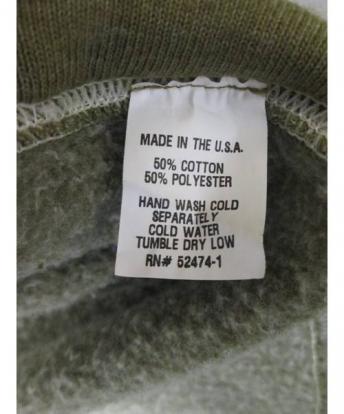 MADE IN THE U.S.A.
50% COTTON
50% POLYESTER
HAND WASH COLD
SEPARATELY
COLD WATER
TUMBLE DRY LOW
RN# 52474-1